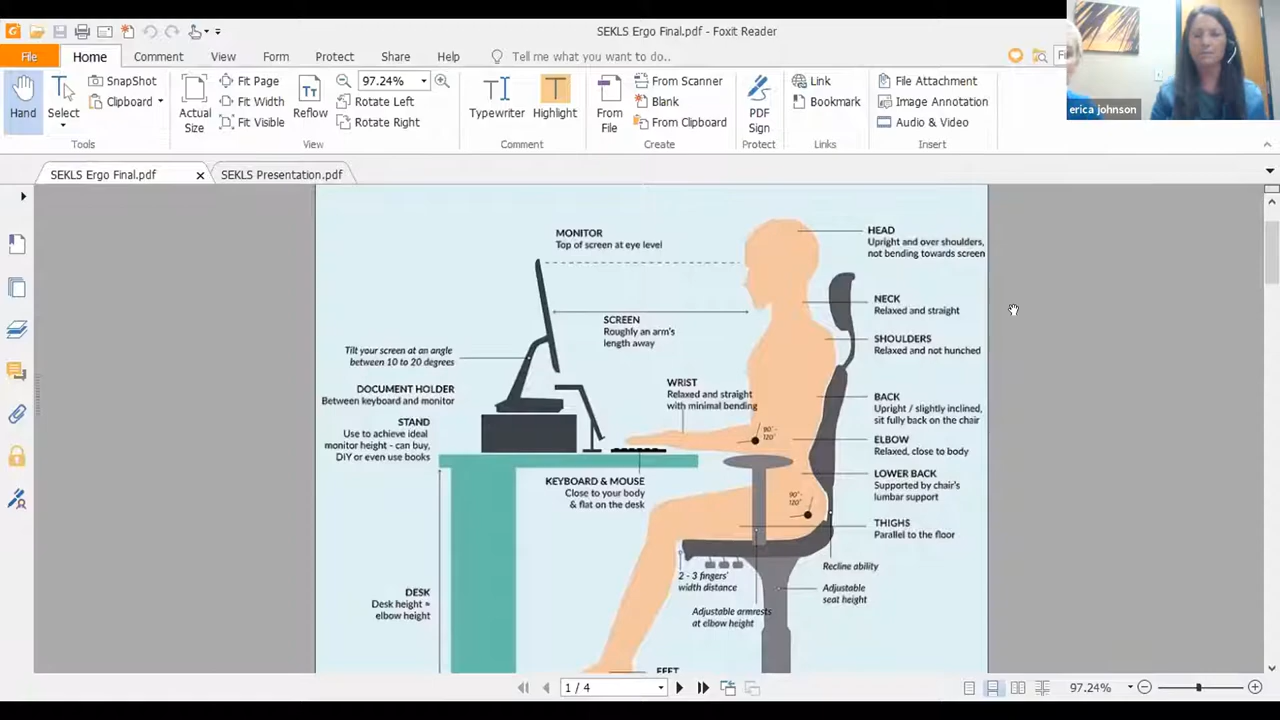 SEKLS Ergo Final.pdf - Foxit Reader
File
Home
Comment
View
Form
Protect
Share
Help
Tell me what you want to do..
Hand
Select
SnapShot
Clipboard
Actual
Size
Fit Page
Fit Width
Fit Visible
Reflow
97.24%
Rotate Left
Rotate Right
Typewriter
Highlight
From
File
From Scanner
Blank
From Clipboard
PDF
Sign
Link
Bookmark
File Attachment
Image Annotation
Audio & Video
Tools
View
Comment
Create
Protect
Links
Insert
erica johnson
SEKLS Ergo Final.pdf
SEKLS Presentation.pdf
MONITOR
Top of screen at eye level
HEAD
Upright and over shoulders,
not bending towards screen
SCREEN
Roughly an arm's
length away
NECK
Relaxed and straight
SHOULDERS
Relaxed and not hunched
Tilt your screen at an angle
between 10 to 20 degrees
DOCUMENT HOLDER
Between keyboard and monitor
WRIST
Relaxed and straight
with minimal bending
BACK
Upright / slightly inclined,
sit fully back on the chair
STAND
Use to achieve ideal
monitor height - can buy,
DIY or even use books
90°-
120°
ELBOW
Relaxed, close to body
KEYBOARD & MOUSE
Close to your body
& flat on the desk
LOWER BACK
Supported by chair's
lumbar support
90°-
120°
THIGHS
Parallel to the floor
2 - 3 fingers'
width distance
Recline ability
Adjustable
seat height
Adjustable armrests
at elbow height
DESK
Desk height =
elbow height
FEET
1 / 4
97.24%